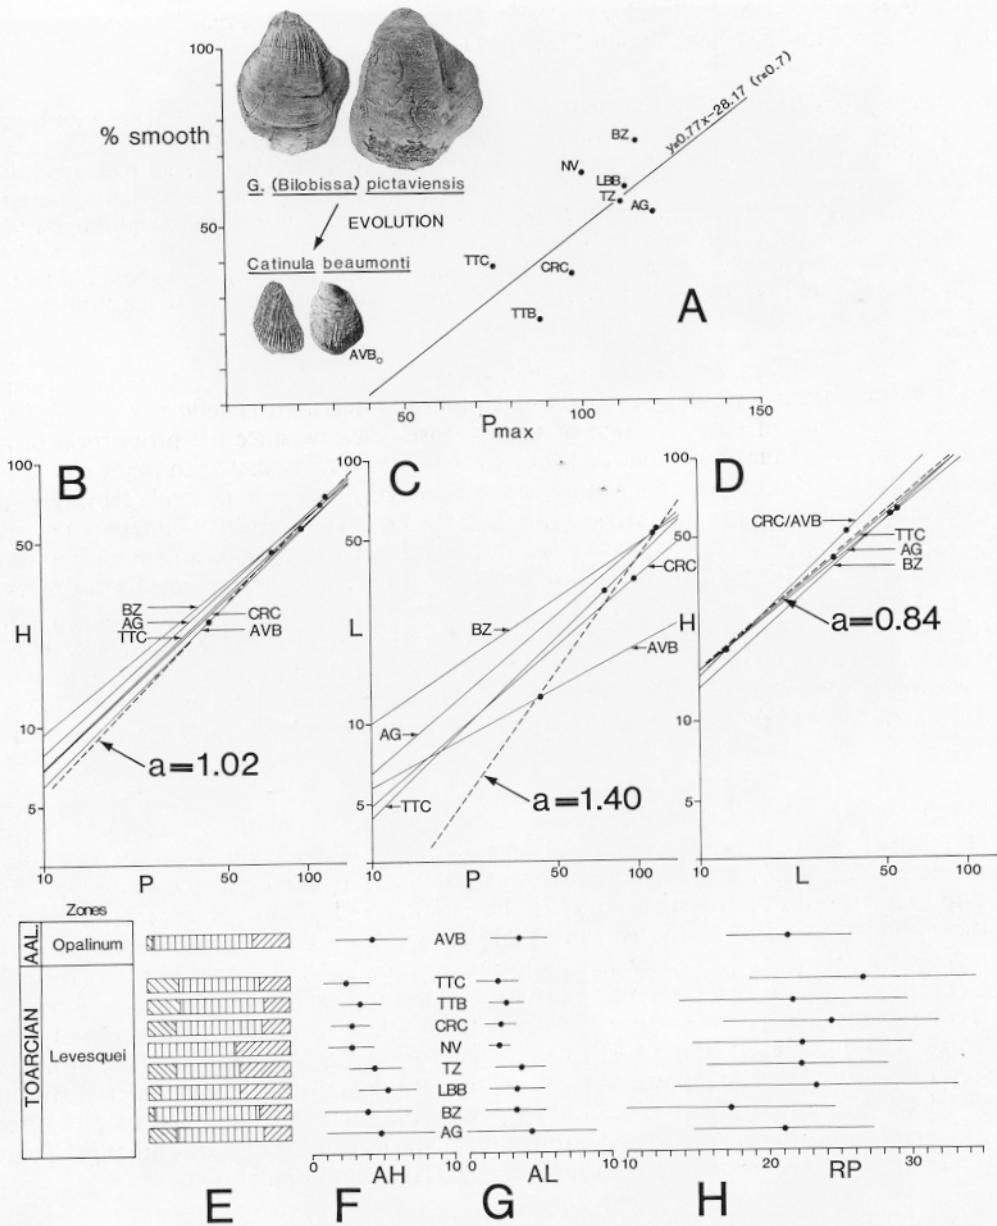 100
% smooth
50
G. (Bilobissa) pictaviensis
EVOLUTION
Catinula beaumonti
AVB
y=0.77x-28.17 (r=0.7)
BZ
NV
LBB
TZ
AG
TTC
CRC
TTB
A
50
100
150
Pmax
B
100
50
H
10
5
BZ
AG
TTC
CRC
AVB
a=1.02
10
50
100
P
C
100
50
L
10
5
BZ
CRC
AVB
AG
TTC
a=1.40
10
50
100
P
D
100
50
H
10
5
CRC/AVB
TTC
AG
BZ
a=0.84
10
50
100
L
Zones
AAL.
Opalinum
TOARCIAN
Levesquei
AVB
TTC
TTB
CRC
NV
TZ
LBB
BZ
AG
E
0
AH
10
F
0
AL
10
G
10
20
30
RP
H